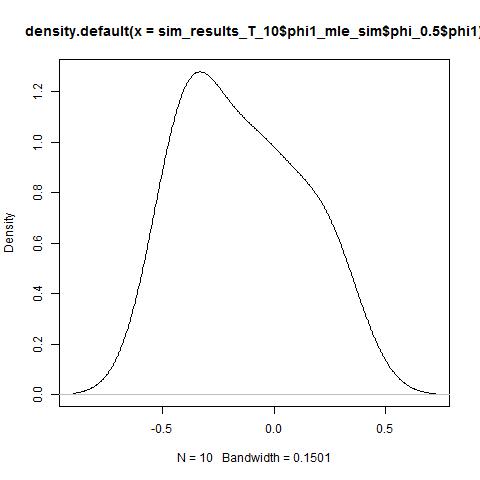 density.default(x = sim_results_T_10$phi1_mle_sim$phi_0.5$phi1)
Density
1.2
1.0
0.8
0.6
0.4
0.2
0.0
-0.5 0.0 0.5
N = 10 Bandwidth = 0.1501